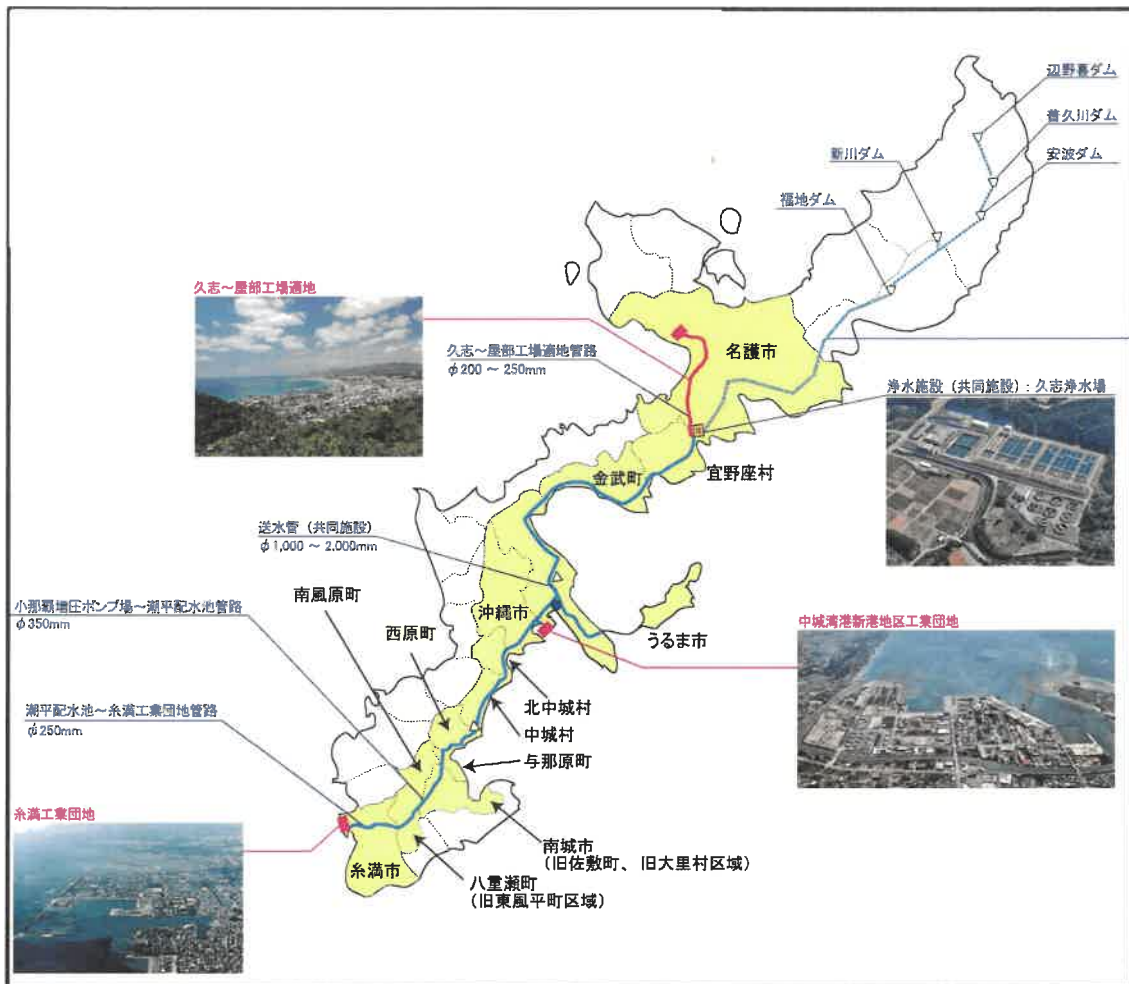 辺野喜ダム
普久川ダム
安波ダム
新川ダム
福地ダム
久志～屋部工場適地
名護市
久志～屋部工場適地管路
φ200 ～ 250mm
浄水施設（共同施設）: 久志浄水場
宜野座村
金武町
送水管（共同施設）
φ1,000 ～ 2,000mm
南風原町
小那覇増圧ポンプ場～潮平配水池管路
φ350mm
沖縄市
西原町
うるま市
中城湾港新港地区工業団地
北中城村
潮平配水池～糸満工業団地管路
φ250mm
中城村
与那原町
糸満工業団地
南城市
（旧佐敷町、旧大里村区域）
糸満市
八重瀬町
（旧東風平町区域）